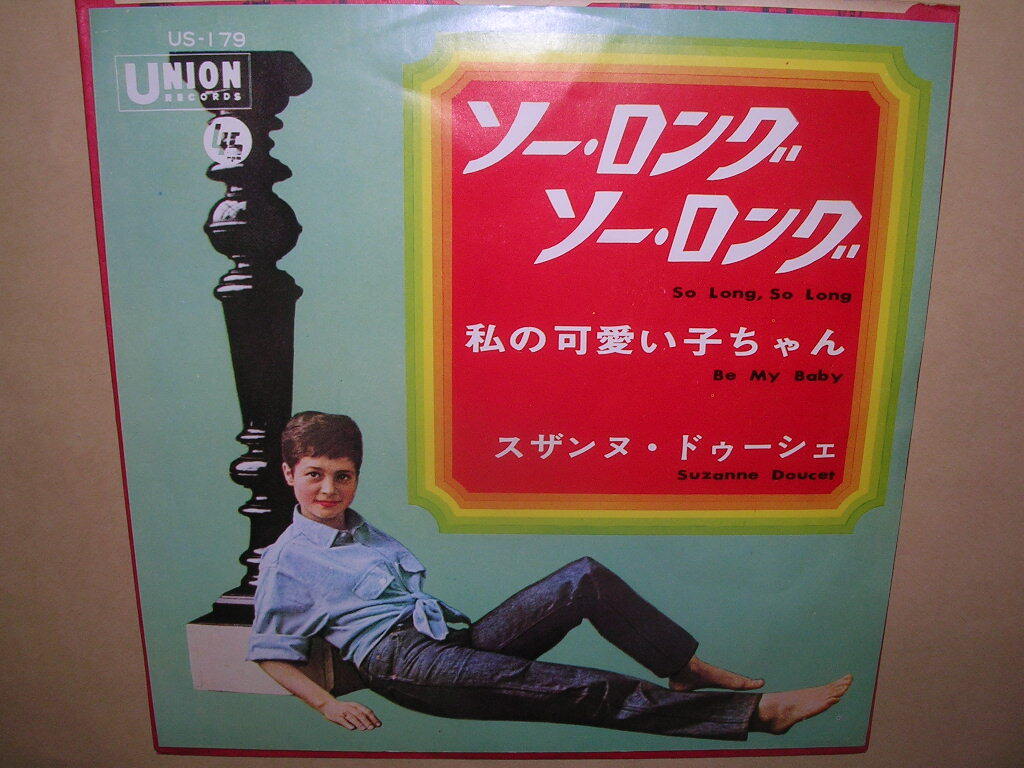 US-179
UNION
RECORDS
ソー・ロング
ソー・ロング
So Long, So Long
私の可愛い子ちゃん
Be My Baby
スザンヌ・ドゥーシェ
Suzanne Doucet